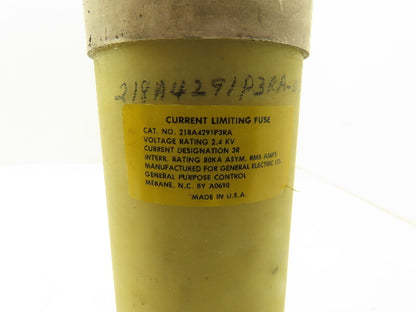 218A4291P3RA
CURRENT LIMITING FUSE
CAT. NO. 218A4291P3RA
VOLTAGE RATING 2.4 KV
CURRENT DESIGNATION 3R
INTERR. RATING 80KA ASYM. RMS AMPS
MANUFACTURED FOR GENERAL ELECTRIC CO.
GENERAL PURPOSE CONTROL
MEBANE, N.C. BY A0690
MADE IN U.S.A.